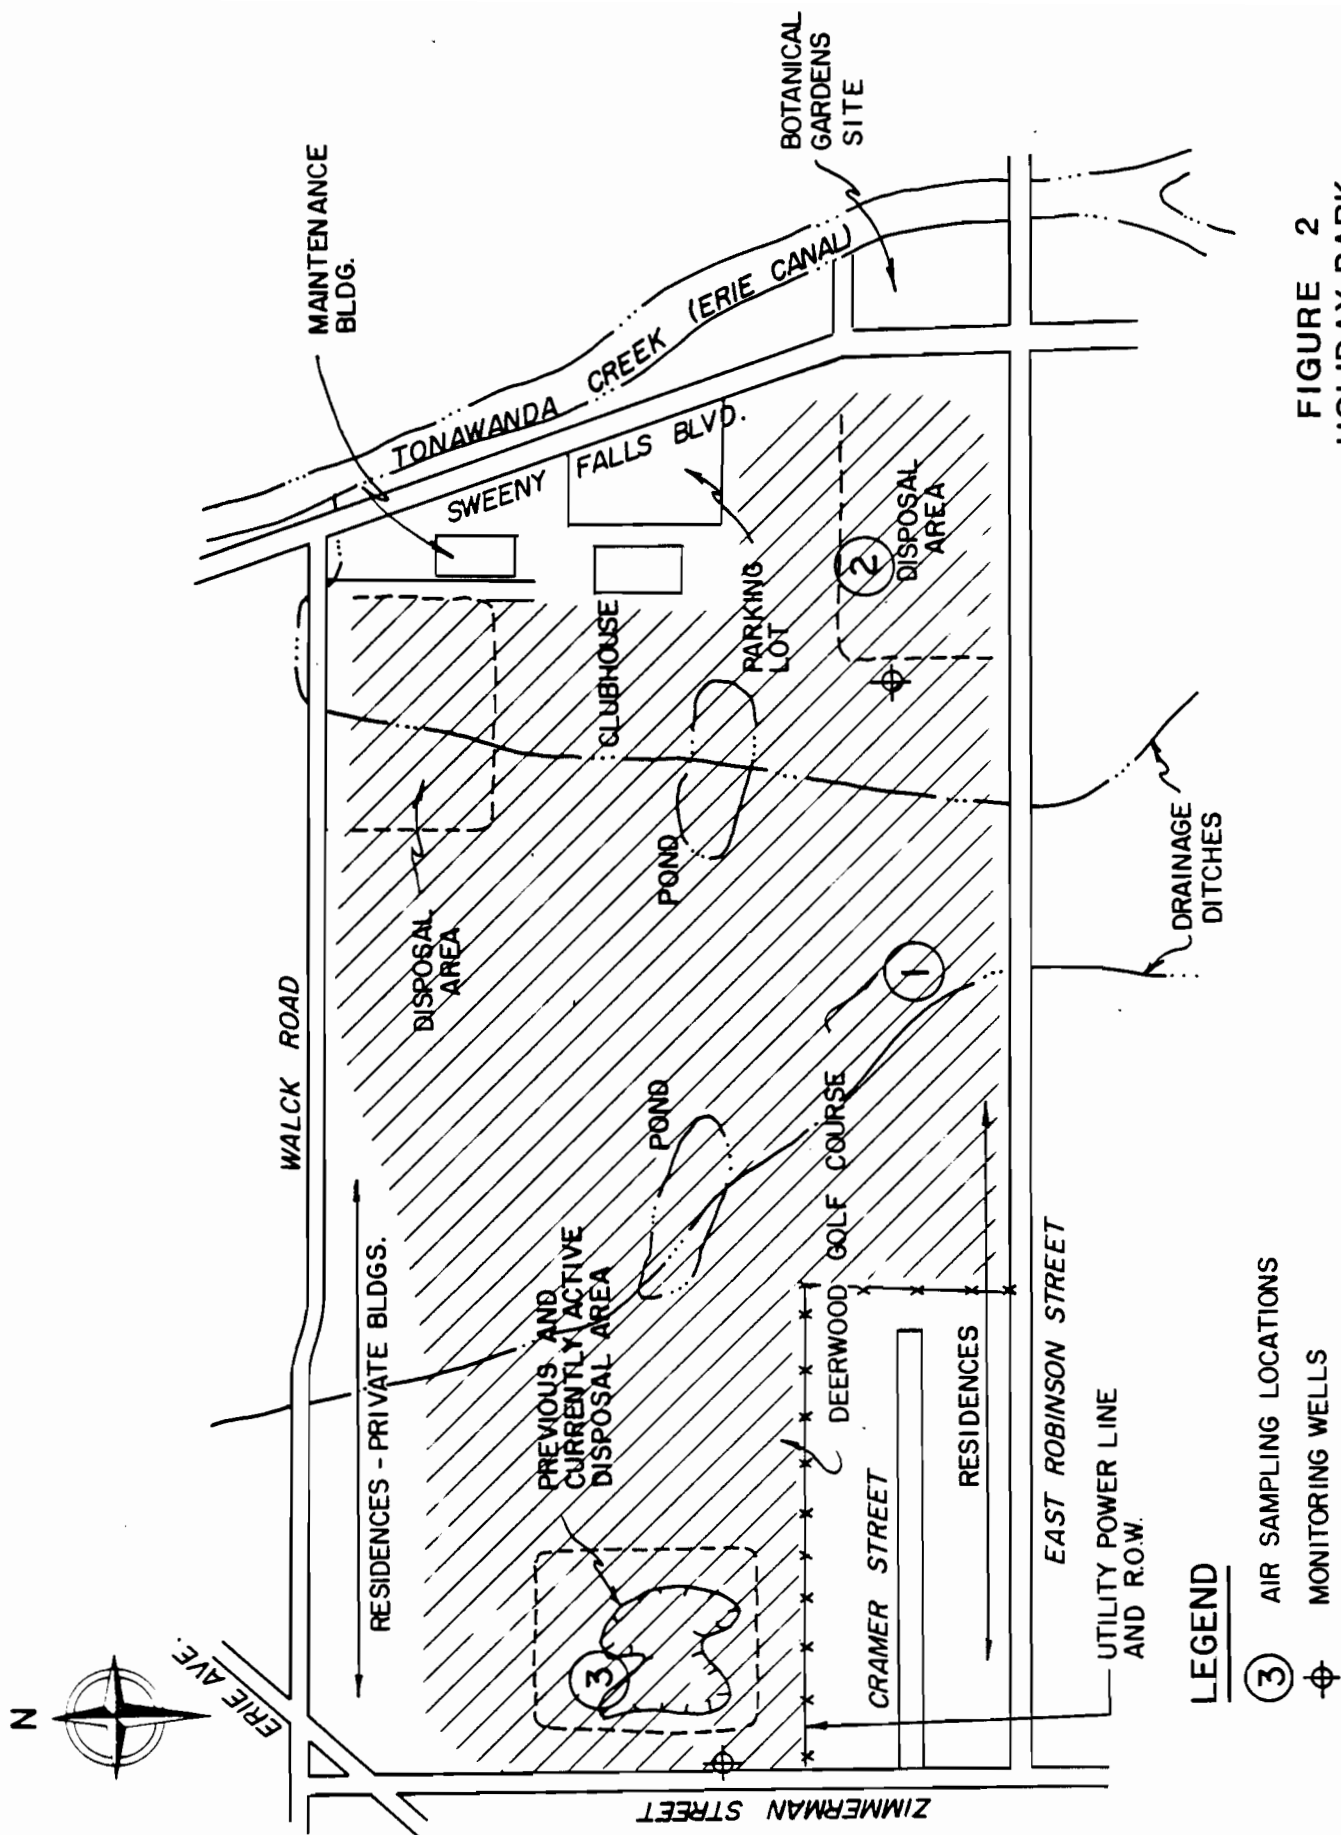 N
ERIE AVE.
WALCK ROAD
RESIDENCES - PRIVATE BLDGS.
ZIMMERMAN STREET
MAINTENANCE
BLDG.
TONAWANDA CREEK (ERIE CANAL)
SWEENY FALLS BLVD.
BOTANICAL
GARDENS
SITE
DISPOSAL
AREA
CLUBHOUSE
PARKING
LOT
POND
POND
2
DISPOSAL
AREA
PREVIOUS AND
CURRENTLY ACTIVE
DISPOSAL AREA
3
1
DEERWOOD GOLF COURSE
CRAMER STREET
RESIDENCES
EAST ROBINSON STREET
DRAINAGE
DITCHES
UTILITY POWER LINE
AND R.O.W.
LEGEND
3 AIR SAMPLING LOCATIONS
MONITORING WELLS
FIGURE 2